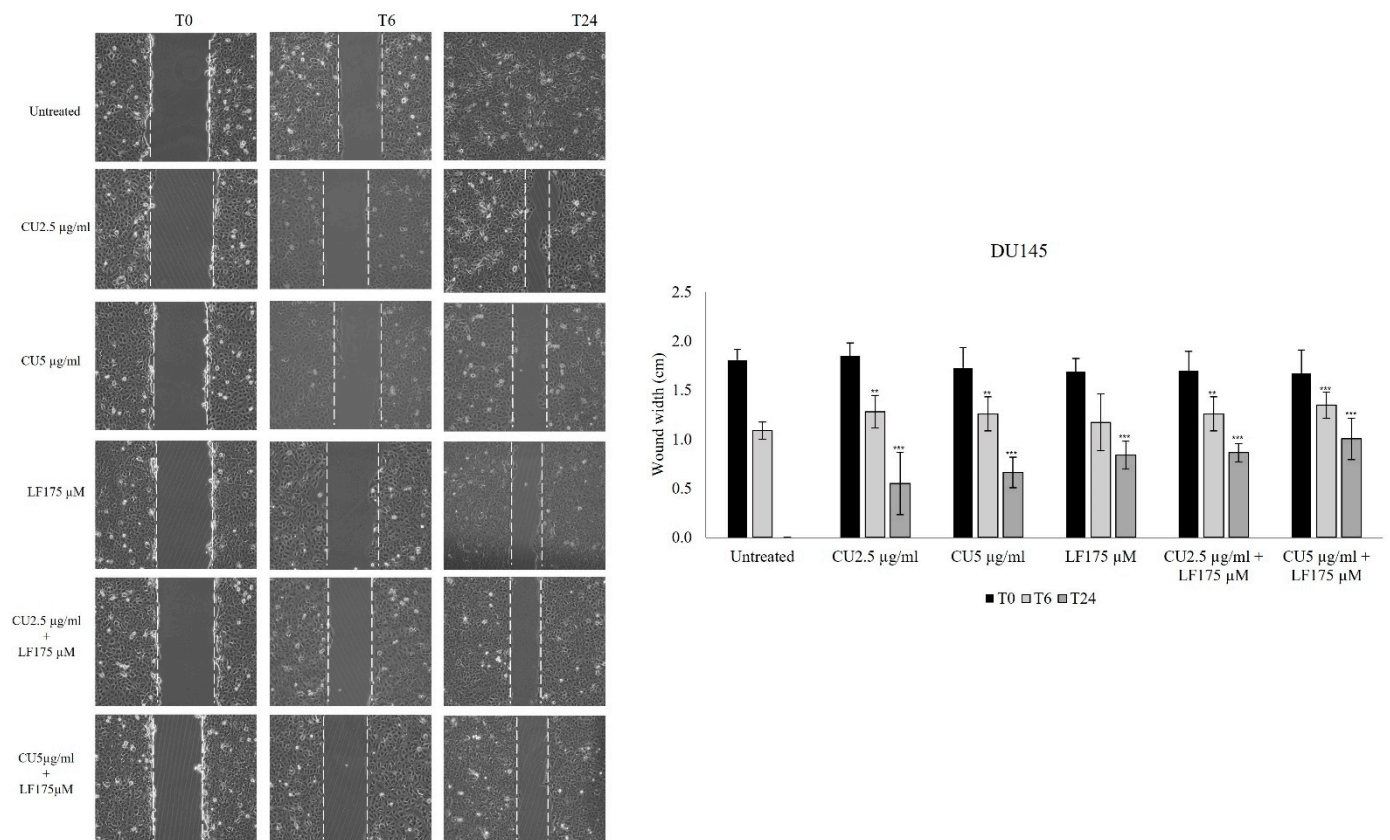 T0 T6 T24
Untreated
CU2.5 µg/ml
CU5 µg/ml
LF175 µM
CU2.5 µg/ml
+
LF175 µM
CU5µg/ml
+
LF175µM
DU145
Wound width (cm)
2.5
2.0
1.5
1.0
0.5
0.0
** *** ** *** *** ** *** *** ***
Untreated CU2.5 µg/ml CU5 µg/ml LF175 µM CU2.5 µg/ml + CU5 µg/ml +
LF175 µM LF175 µM
T0 T6 T24